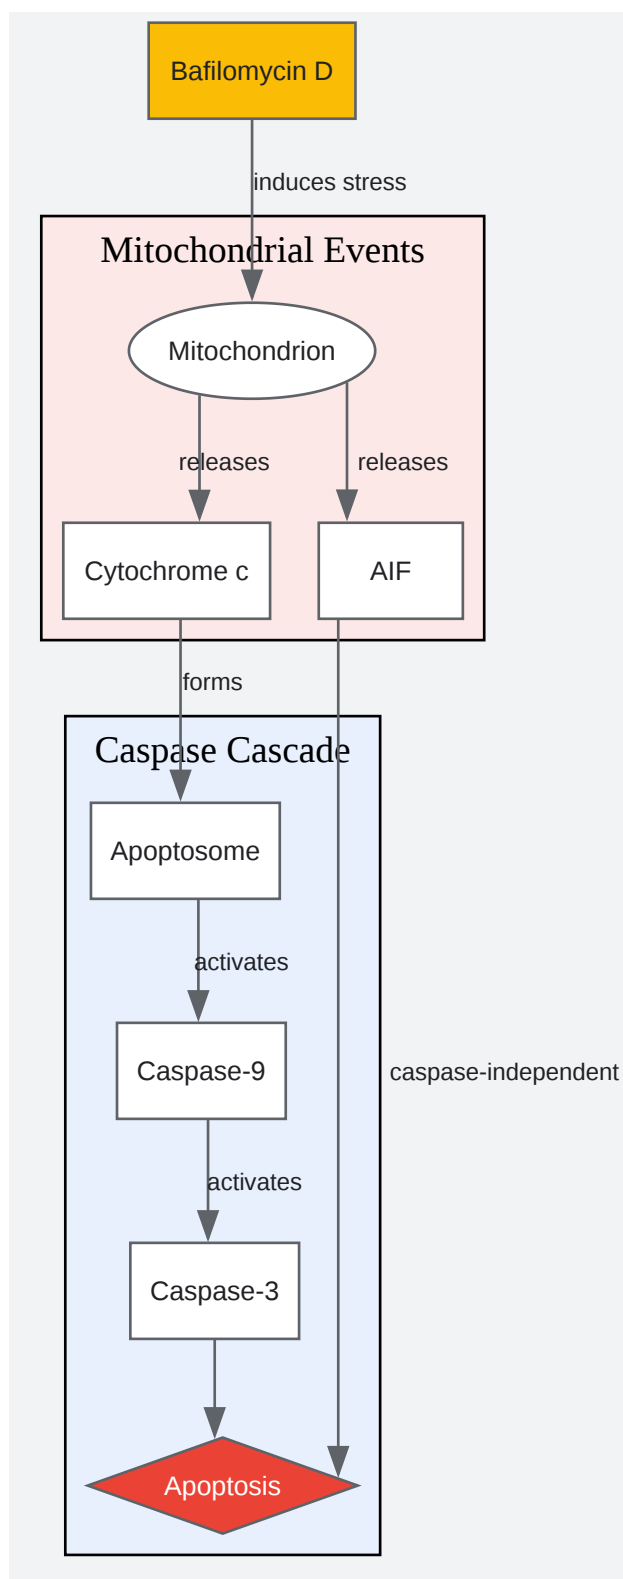 Bafilomycin D
induces stress
Mitochondrial Events
Mitochondrion
releases
releases
Cytochrome c
AIF
forms
Caspase Cascade
Apoptosome
activates
Caspase-9
caspase-independent
activates
Caspase-3
Apoptosis